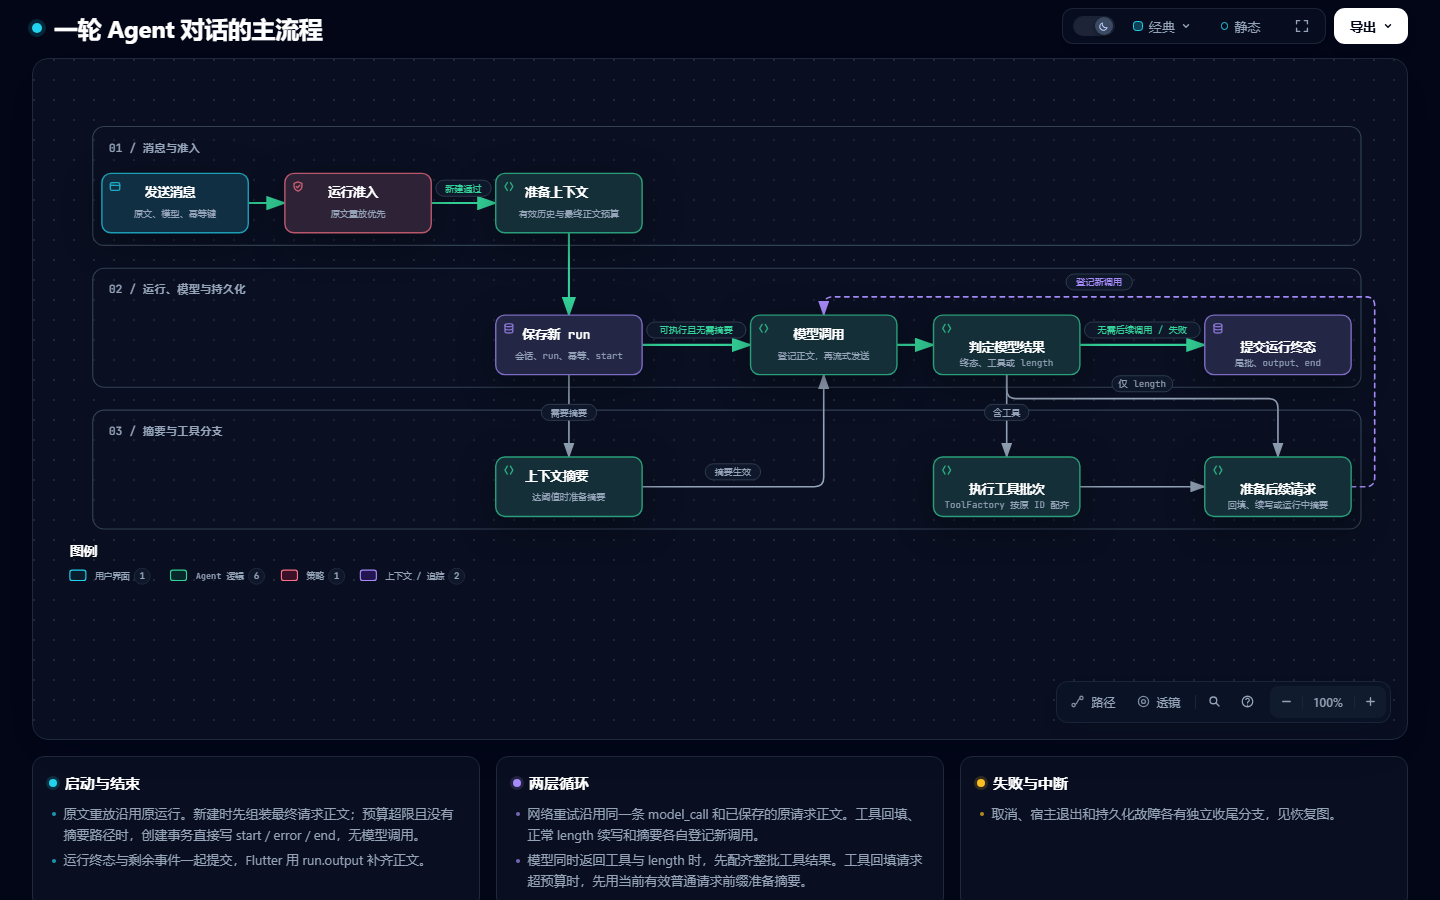 一轮 Agent 对话的主流程
经典
静态
导出
01 / 消息与准入
发送消息
原文、模型、幂等键
运行准入
原文重放优先
新建通过
准备上下文
有效历史与最终正文预算
02 / 运行、模型与持久化
登记新调用
保存新 run
会话、run、幂等、start
可执行且无需摘要
模型调用
登记正文，再流式发送
判定模型结果
终态、工具或 length
无需后续调用 / 失败
提交运行终态
尾批、output、end
仅 length
需要摘要
含工具
03 / 摘要与工具分支
上下文摘要
达阈值时准备摘要
摘要生效
执行工具批次
ToolFactory 按原 ID 配齐
准备后续请求
回填、续写或运行中摘要
图例
用户界面 1
Agent 逻辑 6
策略 1
上下文 / 追踪 2
路径
透镜
100%
启动与结束
原文重放沿用原运行。新建时先组装最终请求正文；预算超限且没有
摘要路径时，创建事务直接写 start / error / end，无模型调用。
运行终态与剩余事件一起提交，Flutter 用 run.output 补齐正文。
两层循环
网络重试沿用同一条 model_call 和已保存的原请求正文。工具回填、
正常 length 续写和摘要各自登记新调用。
模型同时返回工具与 length 时，先配齐整批工具结果。工具回填请求
超预算时，先用当前有效普通请求前缀准备摘要。
失败与中断
取消、宿主退出和持久化故障各有独立收尾分支，见恢复图。